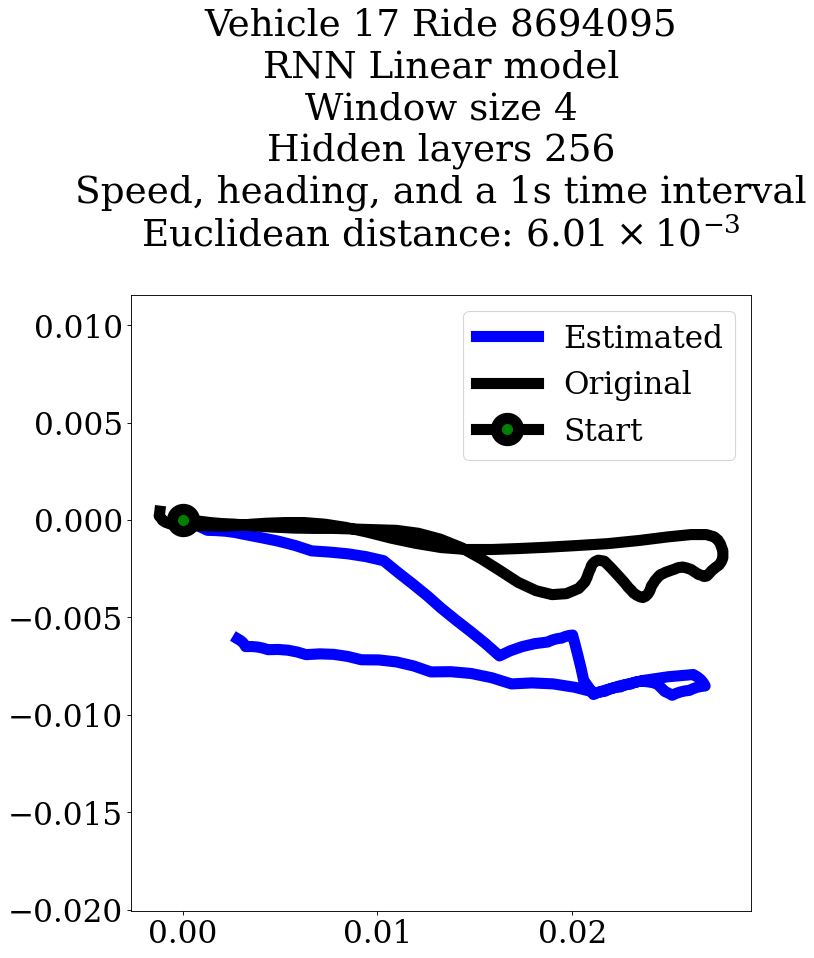 Vehicle 17 Ride 8694095
RNN Linear model
Window size 4
Hidden layers 256
Speed, heading, and a 1s time interval
Euclidean distance: 6.01 × 10⁻³
Estimated
Original
Start
0.010
0.005
0.000
−0.005
−0.010
−0.015
−0.020
0.00 0.01 0.02